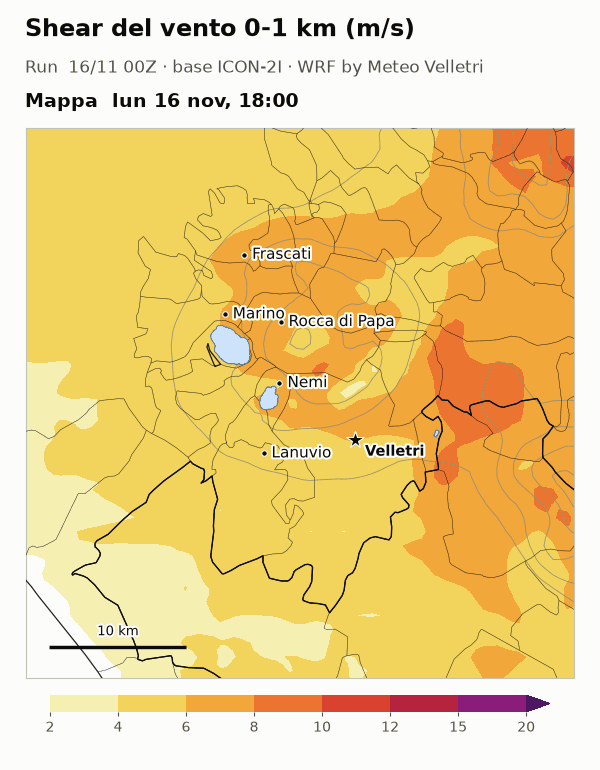 Shear del vento 0-1 km (m/s)
Run 16/11 00Z · base ICON-2I · WRF by Meteo Velletri
Mappa lun 16 nov, 18:00
Frascati
Marino
Rocca di Papa
Nemi
Velletri
Lanuvio
10 km
2 4 6 8 10 12 15 20